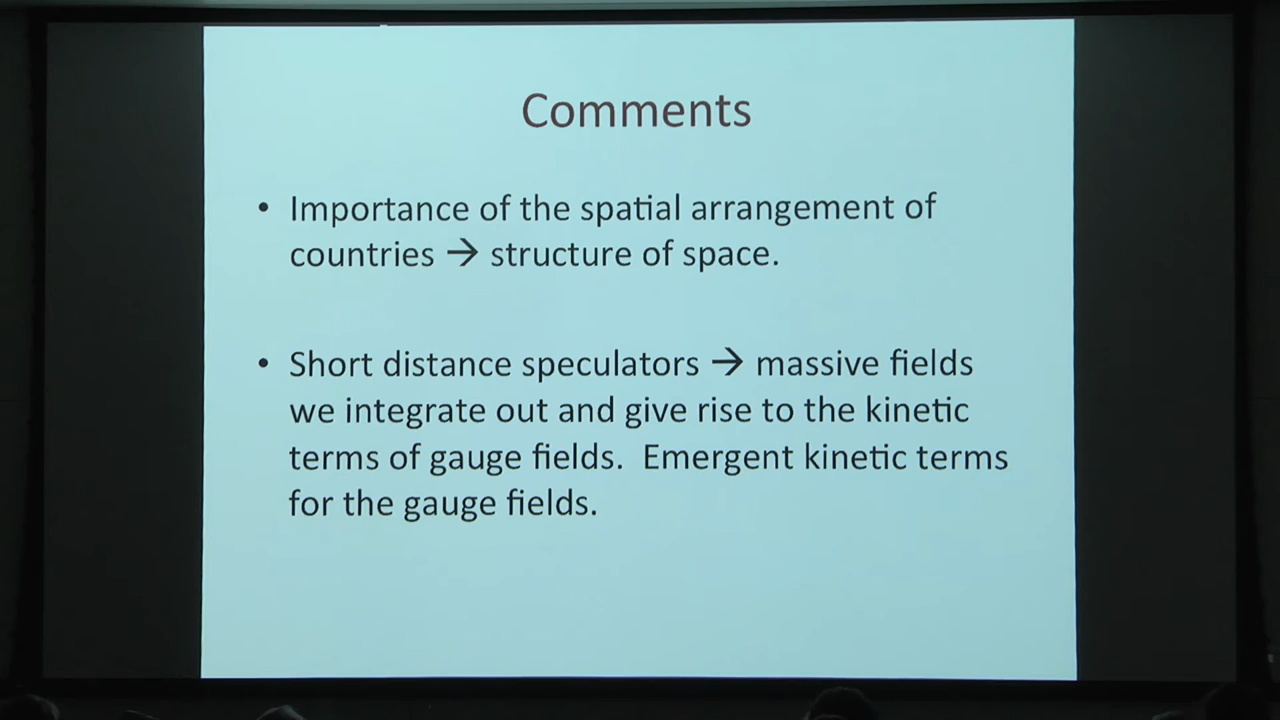 Comments
• Importance of the spatial arrangement of
countries → structure of space.
• Short distance speculators → massive fields
we integrate out and give rise to the kinetic
terms of gauge fields.  Emergent kinetic terms
for the gauge fields.